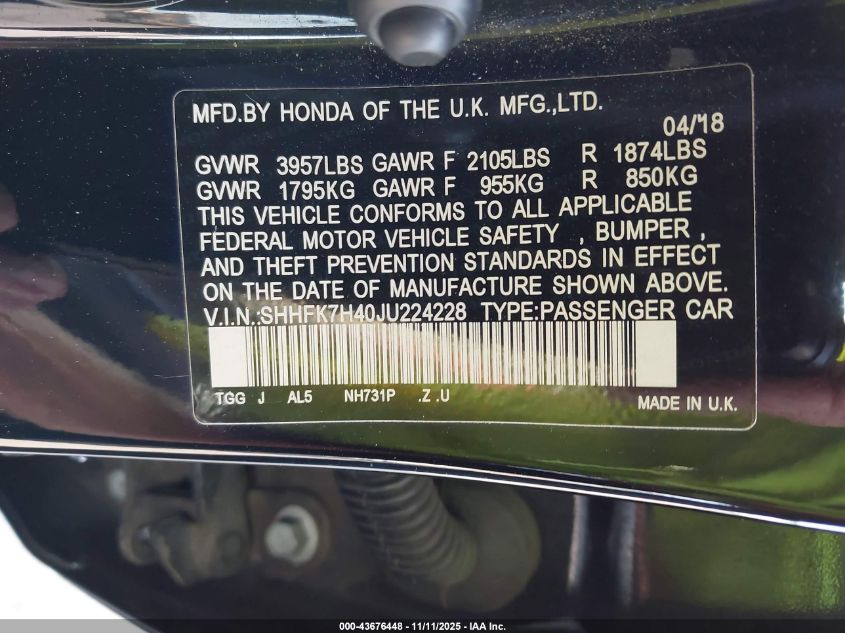 MFD.BY HONDA OF THE U.K. MFG.,LTD.
04/18
GVWR 3957LBS GAWR F 2105LBS R 1874LBS
GVWR 1795KG GAWR F 955KG R 850KG
THIS VEHICLE CONFORMS TO ALL APPLICABLE
FEDERAL MOTOR VEHICLE SAFETY , BUMPER ,
AND THEFT PREVENTION STANDARDS IN EFFECT
ON THE DATE OF MANUFACTURE SHOWN ABOVE.
V.I.N.:SHHFK7H40JU224228 TYPE:PASSENGER CAR
TGG J AL5 NH731P .Z .U MADE IN U.K.
000-43676448 - 11/11/2025 - IAA Inc.